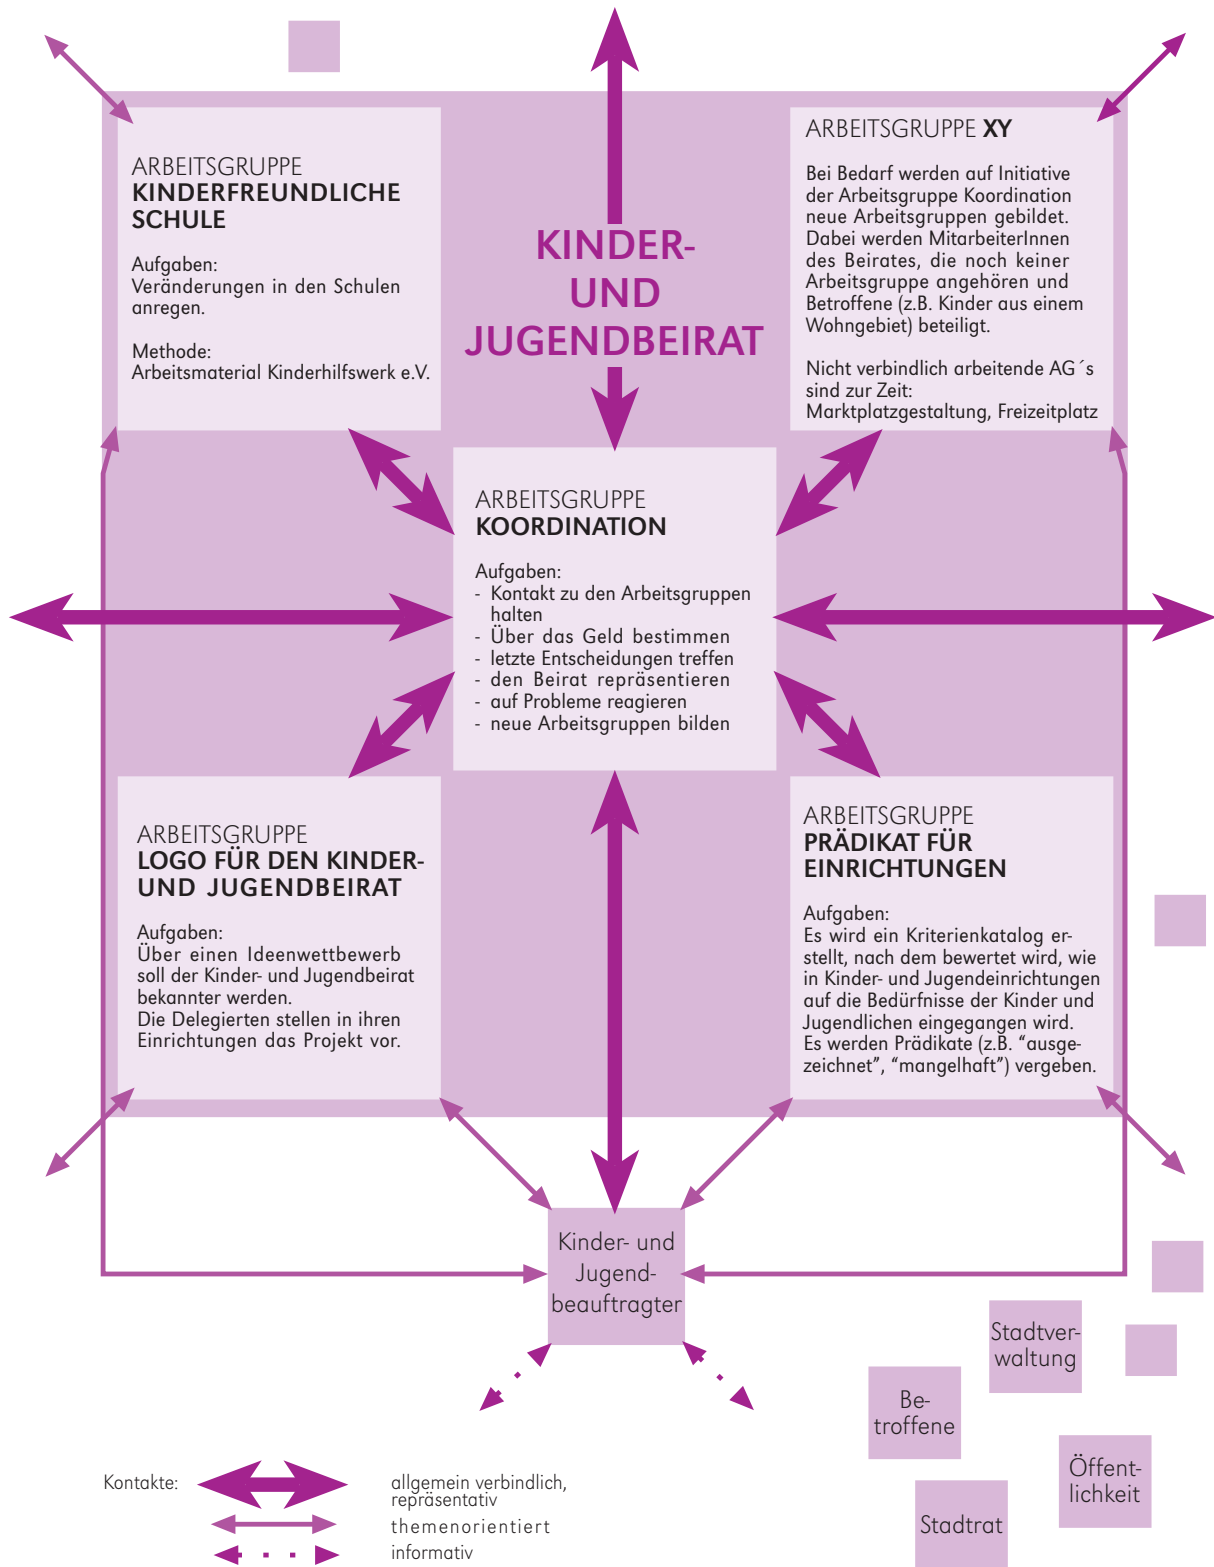 ARBEITSGRUPPE
KINDERFREUNDLICHE
SCHULE
Aufgaben:
Veränderungen in den Schulen
anregen.
Methode:
Arbeitsmaterial Kinderhilfswerk e.V.
KINDER-
UND
JUGENDBEIRAT
ARBEITSGRUPPE XY
Bei Bedarf werden auf Initiative
der Arbeitsgruppe Koordination
neue Arbeitsgruppen gebildet.
Dabei werden MitarbeiterInnen
des Beirates, die noch keiner
Arbeitsgruppe angehören und
Betroffene (z.B. Kinder aus einem
Wohngebiet) beteiligt.
Nicht verbindlich arbeitende AG´s
sind zur Zeit:
Marktplatzgestaltung, Freizeitplatz
ARBEITSGRUPPE
KOORDINATION
Aufgaben:
- Kontakt zu den Arbeitsgruppen
halten
- Über das Geld bestimmen
- letzte Entscheidungen treffen
- den Beirat repräsentieren
- auf Probleme reagieren
- neue Arbeitsgruppen bilden
ARBEITSGRUPPE
LOGO FÜR DEN KINDER-
UND JUGENDBEIRAT
Aufgaben:
Über einen Ideenwettbewerb
soll der Kinder- und Jugendbeirat
bekannter werden.
Die Delegierten stellen in ihren
Einrichtungen das Projekt vor.
ARBEITSGRUPPE
PRÄDIKAT FÜR
EINRICHTUNGEN
Aufgaben:
Es wird ein Kriterienkatalog er-
stellt, nach dem bewertet wird, wie
in Kinder- und Jugendeinrichtungen
auf die Bedürfnisse der Kinder und
Jugendlichen eingegangen wird.
Es werden Prädikate (z.B. “ausge-
zeichnet”, “mangelhaft”) vergeben.
Kinder- und
Jugend-
beauftragter
Stadtver-
waltung
Be-
troffene
Öffent-
lichkeit
Stadtrat
Kontakte:
allgemein verbindlich,
repräsentativ
themenorientiert
informativ